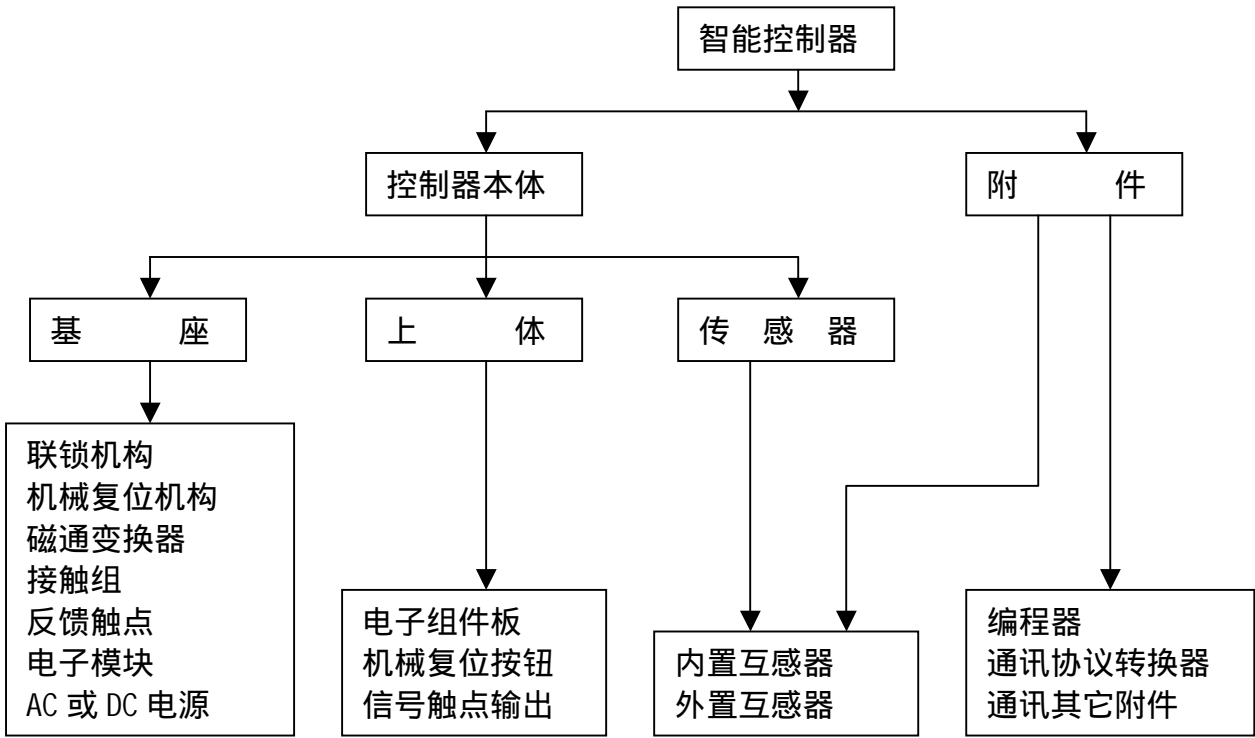 智能控制器
控制器本体
附 件
基 座
上 体
传 感 器
联锁机构
机械复位机构
磁通变换器
接触组
反馈触点
电子模块
AC 或 DC 电源
电子组件板
机械复位按钮
信号触点输出
内置互感器
外置互感器
编程器
通讯协议转换器
通讯其它附件